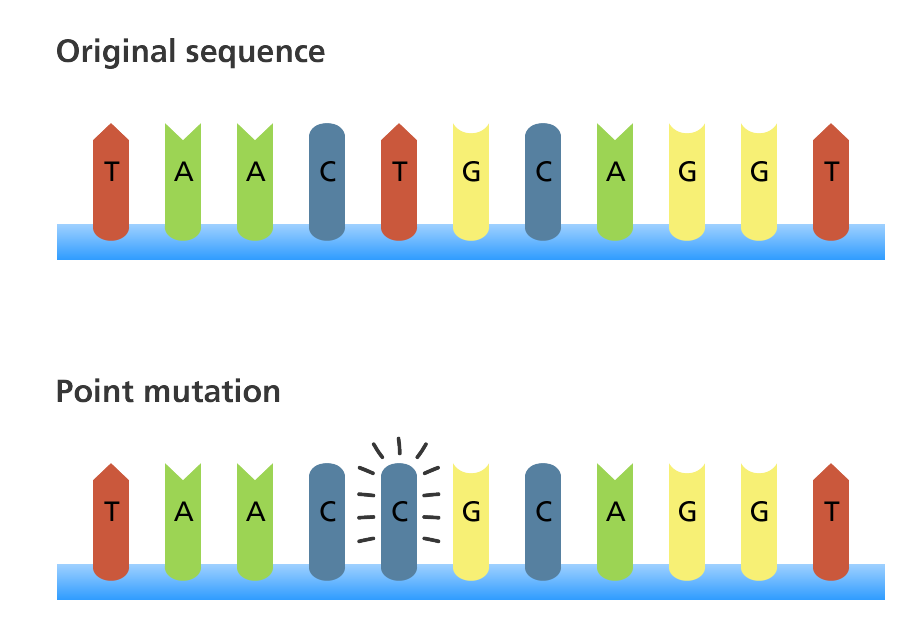 Original sequence
T A A C T G C A G G T
Point mutation
T A A C C G C A G G T